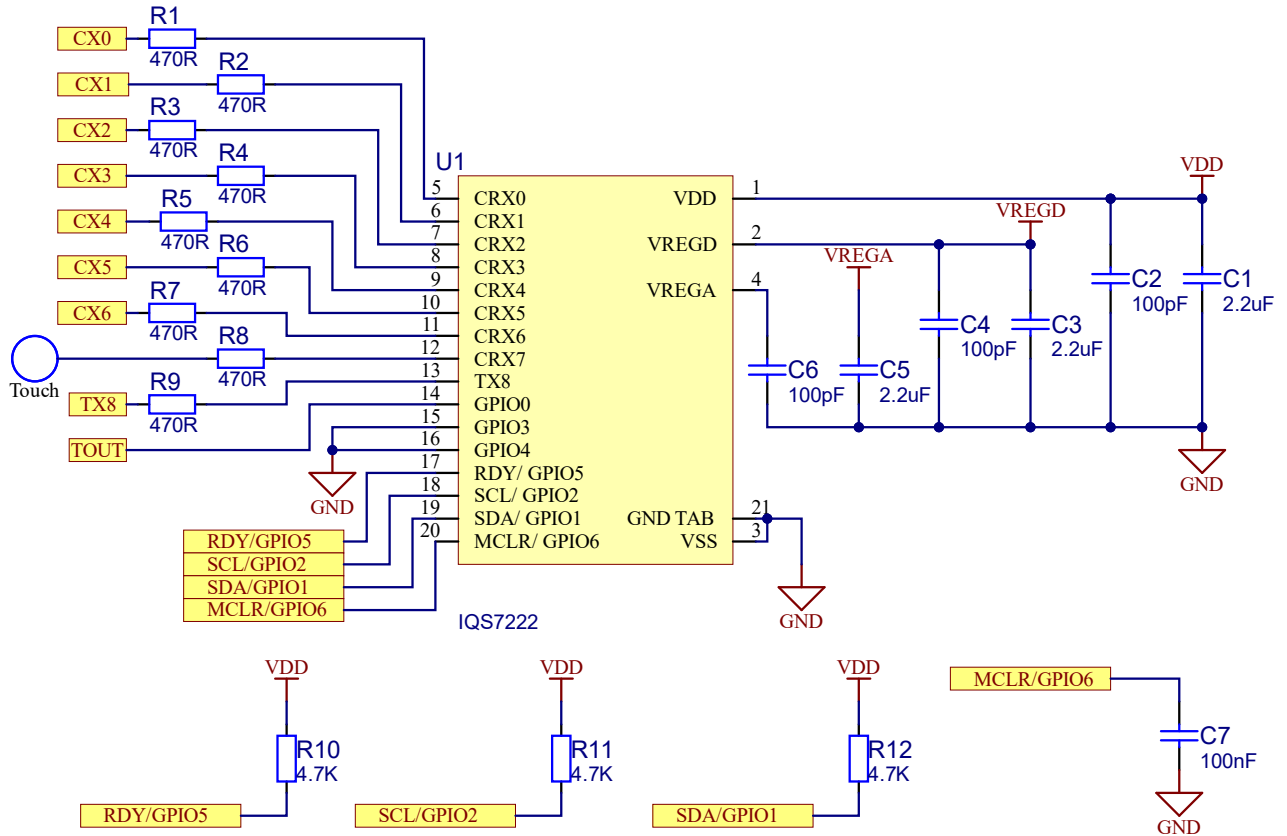 CX0
R1
470R
CX1
R2
470R
CX2
R3
470R
CX3
R4
470R
CX4
R5
470R
CX5
R6
470R
CX6
R7
470R
Touch
R8
470R
TX8
R9
470R
TOUT
GND
RDY/GPIO5
SCL/GPIO2
SDA/GPIO1
MCLR/GPIO6
U1
5 CRX0
6 CRX1
7 CRX2
8 CRX3
9 CRX4
10 CRX5
11 CRX6
12 CRX7
13 TX8
14 GPIO0
15 GPIO3
16 GPIO4
17 RDY/ GPIO5
18 SCL/ GPIO2
19 SDA/ GPIO1
20 MCLR/ GPIO6
VDD 1
VREGD 2
VREGA 4
GND TAB 21
VSS 3
IQS7222
VREGA
VREGD
VDD
C6
100pF
C5
2.2uF
C4
100pF
C3
2.2uF
C2
100pF
C1
2.2uF
GND
GND
VDD
R10
4.7K
RDY/GPIO5
VDD
R11
4.7K
SCL/GPIO2
VDD
R12
4.7K
SDA/GPIO1
MCLR/GPIO6
C7
100nF
GND